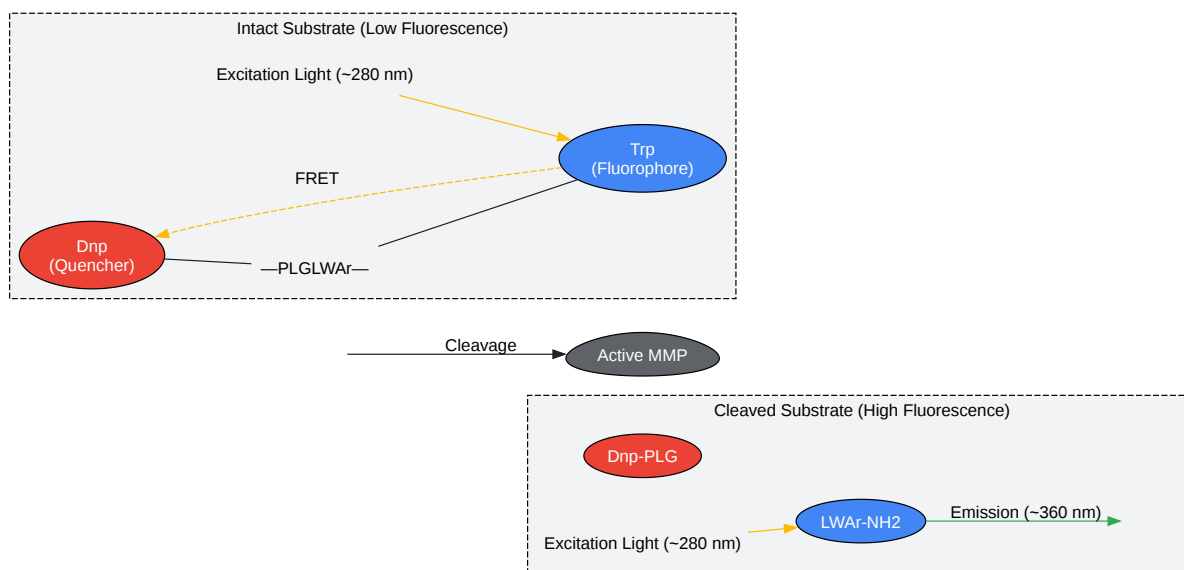 Intact Substrate (Low Fluorescence)
Excitation Light (~280 nm)
Trp
(Fluorophore)
FRET
Dnp
(Quencher)
—PLGLWAr—
Cleavage
Active MMP
Cleaved Substrate (High Fluorescence)
Dnp-PLG
LWAr-NH2
Emission (~360 nm)
Excitation Light (~280 nm)